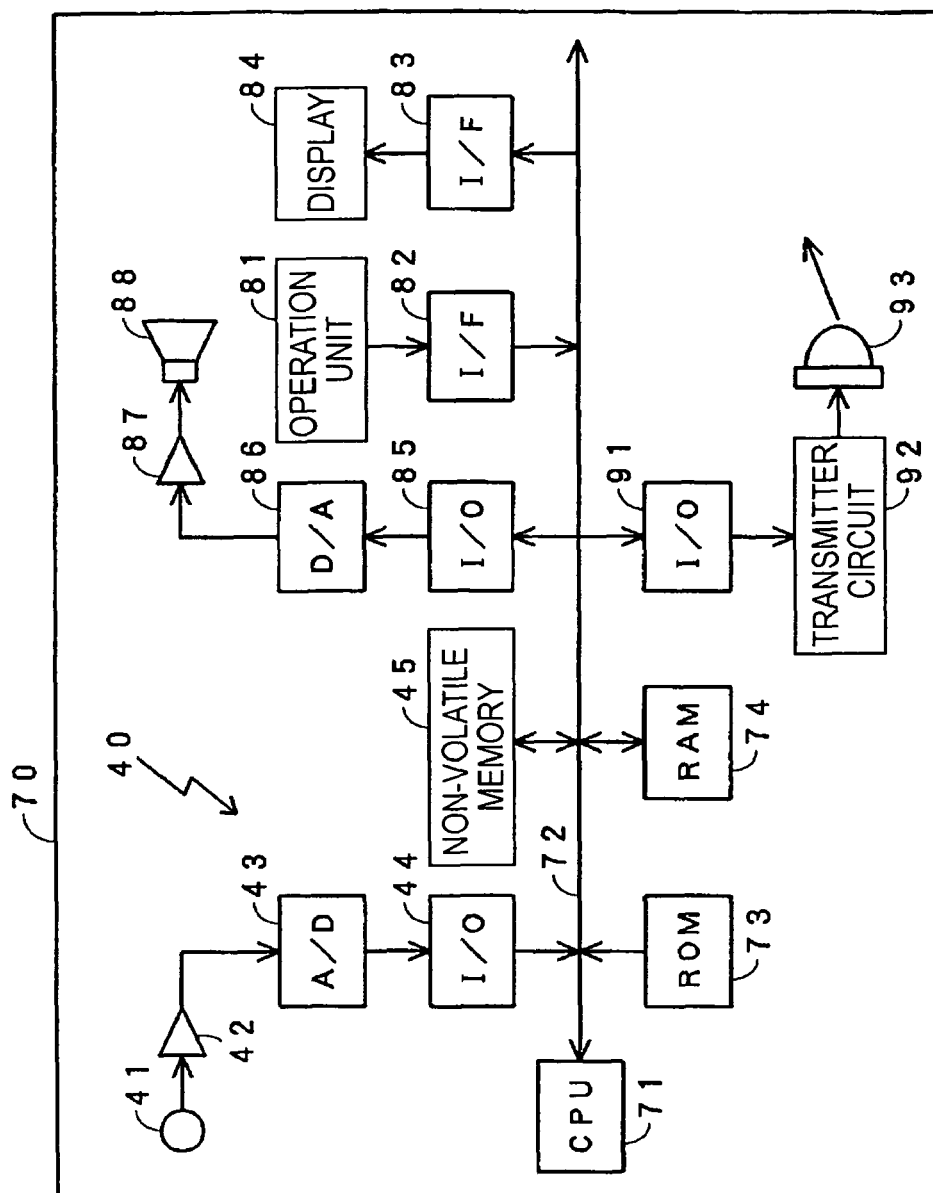 70
40
41
42
A/D
43
I/O
44
NON-VOLATILE
MEMORY
45
D/A
86
87
88
I/O
85
OPERATION
UNIT
81
I/F
82
DISPLAY
84
I/F
83
72
CPU
71
ROM
73
RAM
74
I/O
91
TRANSMITTER
CIRCUIT
92
93